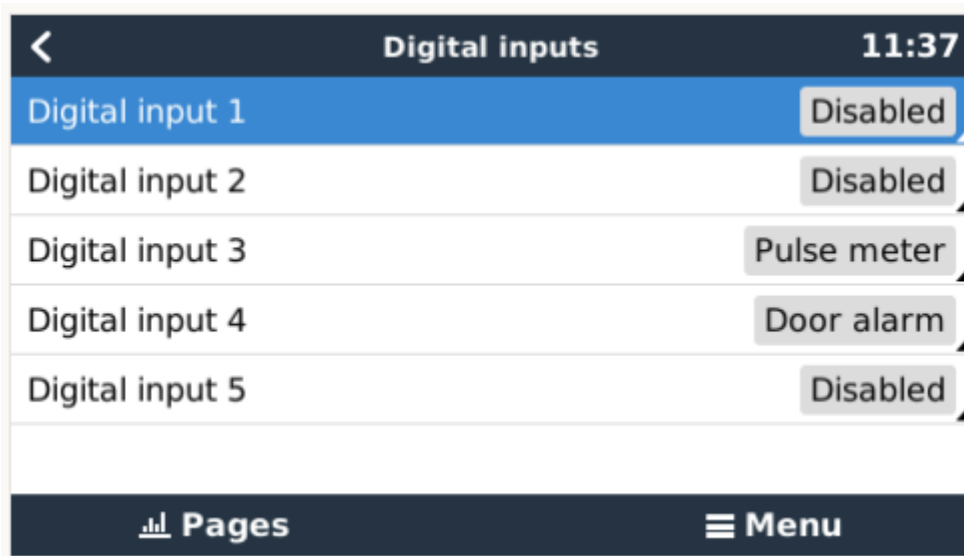 Digital inputs 11:37
Digital input 1 Disabled
Digital input 2 Disabled
Digital input 3 Pulse meter
Digital input 4 Door alarm
Digital input 5 Disabled
Pages Menu